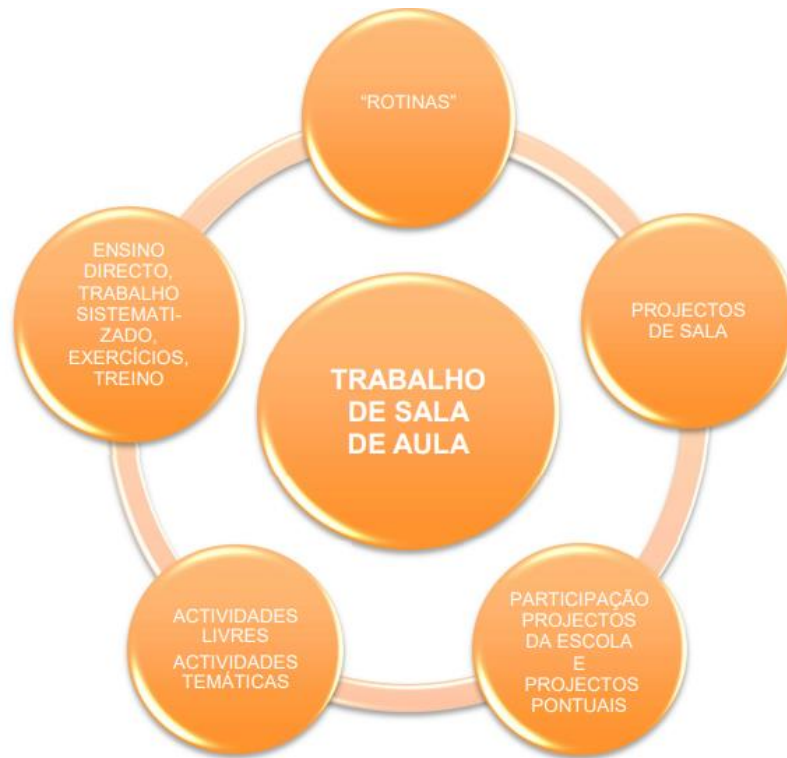 “ROTINAS”
PROJECTOS
DE SALA
PARTICIPAÇÃO
PROJECTOS
DA ESCOLA
E
PROJECTOS
PONTUAIS
ACTIVIDADES
LIVRES
ACTIVIDADES
TEMÁTICAS
ENSINO
DIRECTO,
TRABALHO
SISTEMATI-
ZADO,
EXERCÍCIOS,
TREINO
TRABALHO
DE SALA
DE AULA